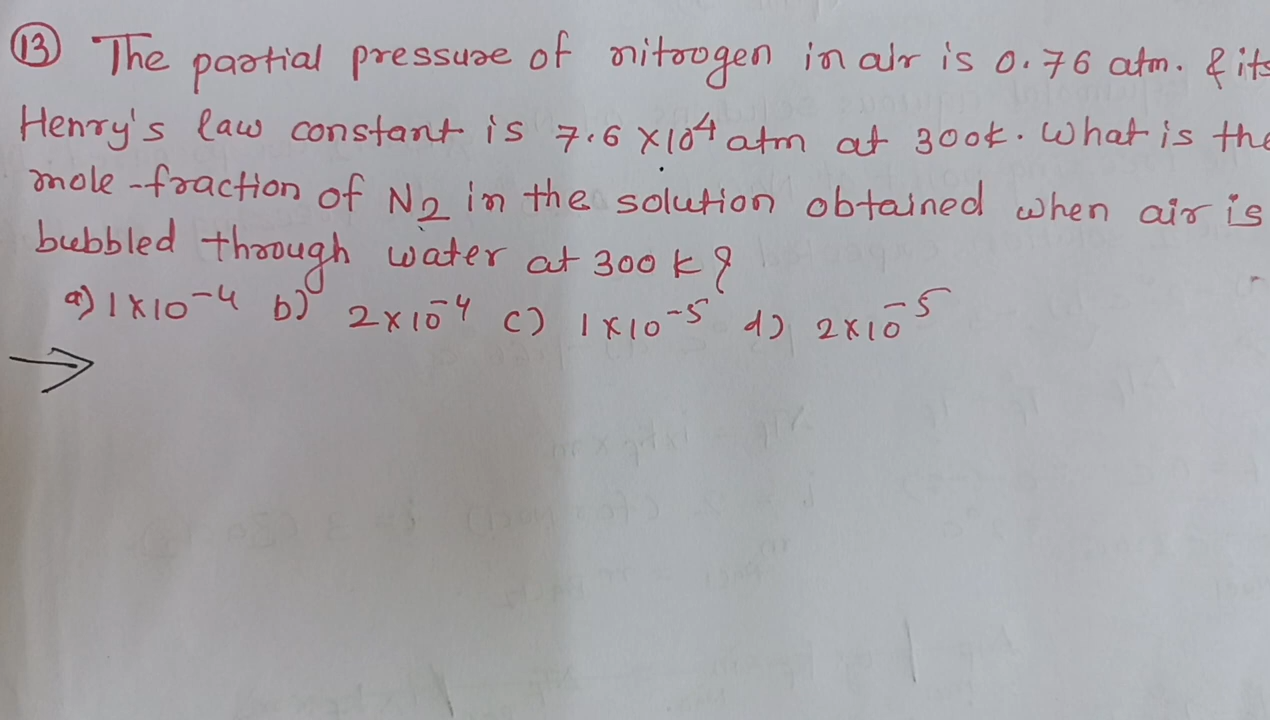 13 The partial pressure of nitrogen in air is 0.76 atm. & its
Henry's law constant is 7.6 ×10⁴ atm at 300k. What is the
mole-fraction of N₂ in the solution obtained when air is
bubbled through water at 300 K?
a) 1×10⁻⁴ b) 2×10⁻⁴ c) 1×10⁻⁵ d) 2×10⁻⁵